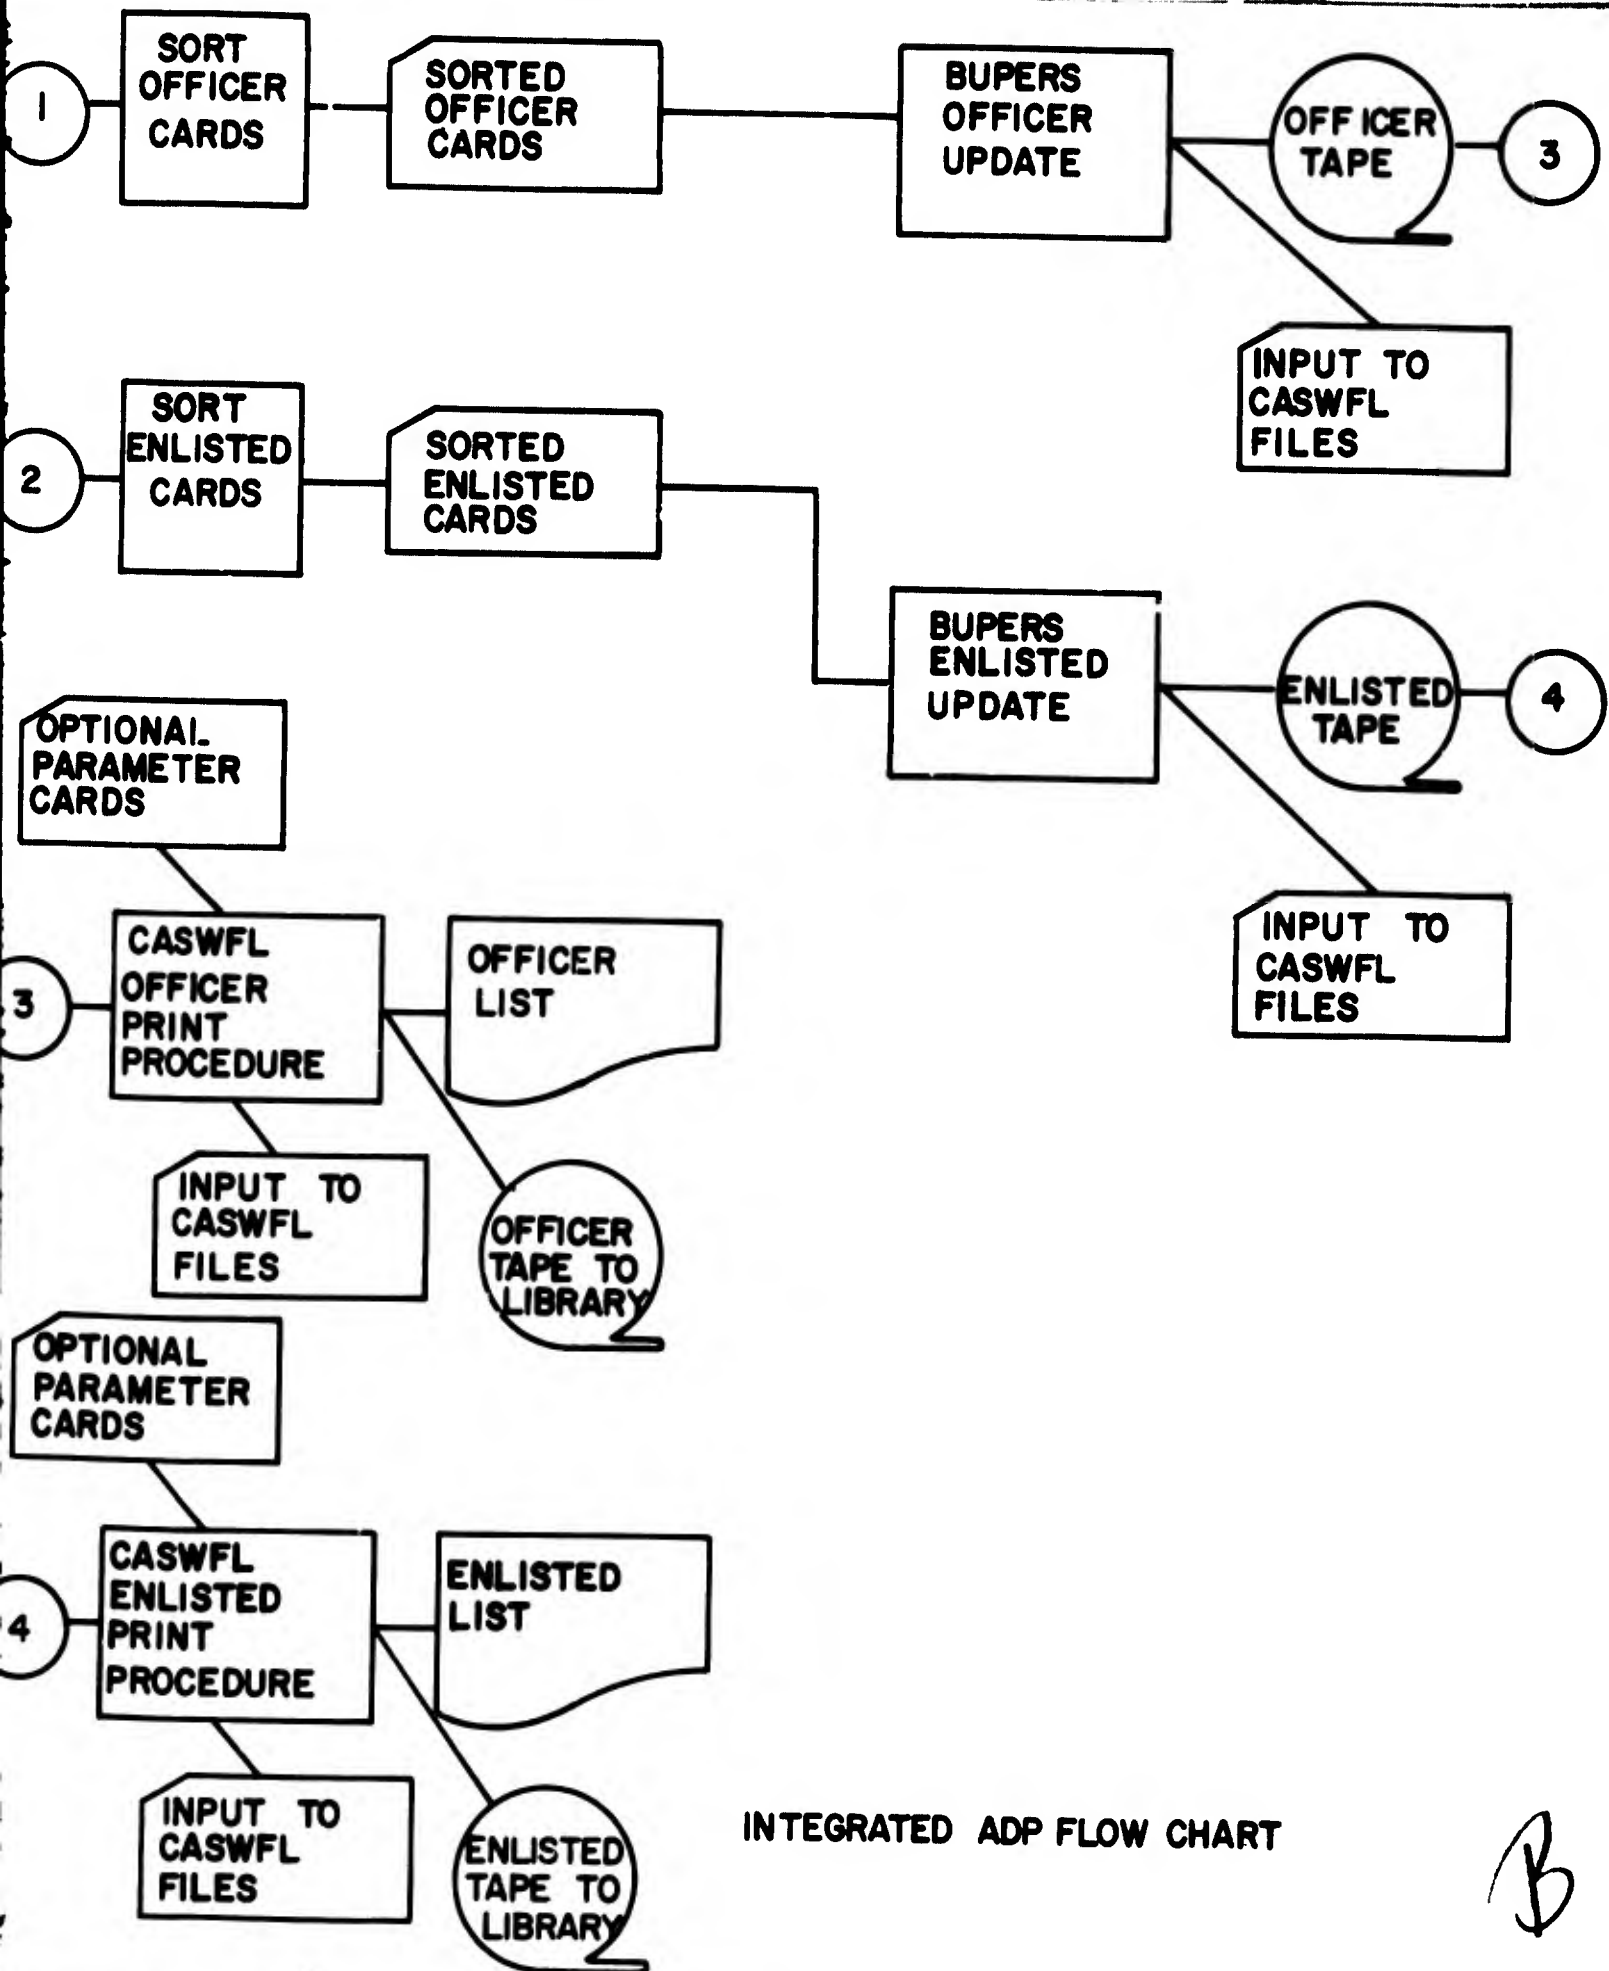 1
SORT
OFFICER
CARDS
SORTED
OFFICER
CARDS
BUPERS
OFFICER
UPDATE
OFFICER
TAPE
3
INPUT TO
CASWFL
FILES
2
SORT
ENLISTED
CARDS
SORTED
ENLISTED
CARDS
BUPERS
ENLISTED
UPDATE
ENLISTED
TAPE
4
INPUT TO
CASWFL
FILES
OPTIONAL
PARAMETER
CARDS
3
CASWFL
OFFICER
PRINT
PROCEDURE
OFFICER
LIST
INPUT TO
CASWFL
FILES
OFFICER
TAPE TO
LIBRARY
OPTIONAL
PARAMETER
CARDS
4
CASWFL
ENLISTED
PRINT
PROCEDURE
ENLISTED
LIST
INPUT TO
CASWFL
FILES
ENLISTED
TAPE TO
LIBRARY
INTEGRATED ADP FLOW CHART
B